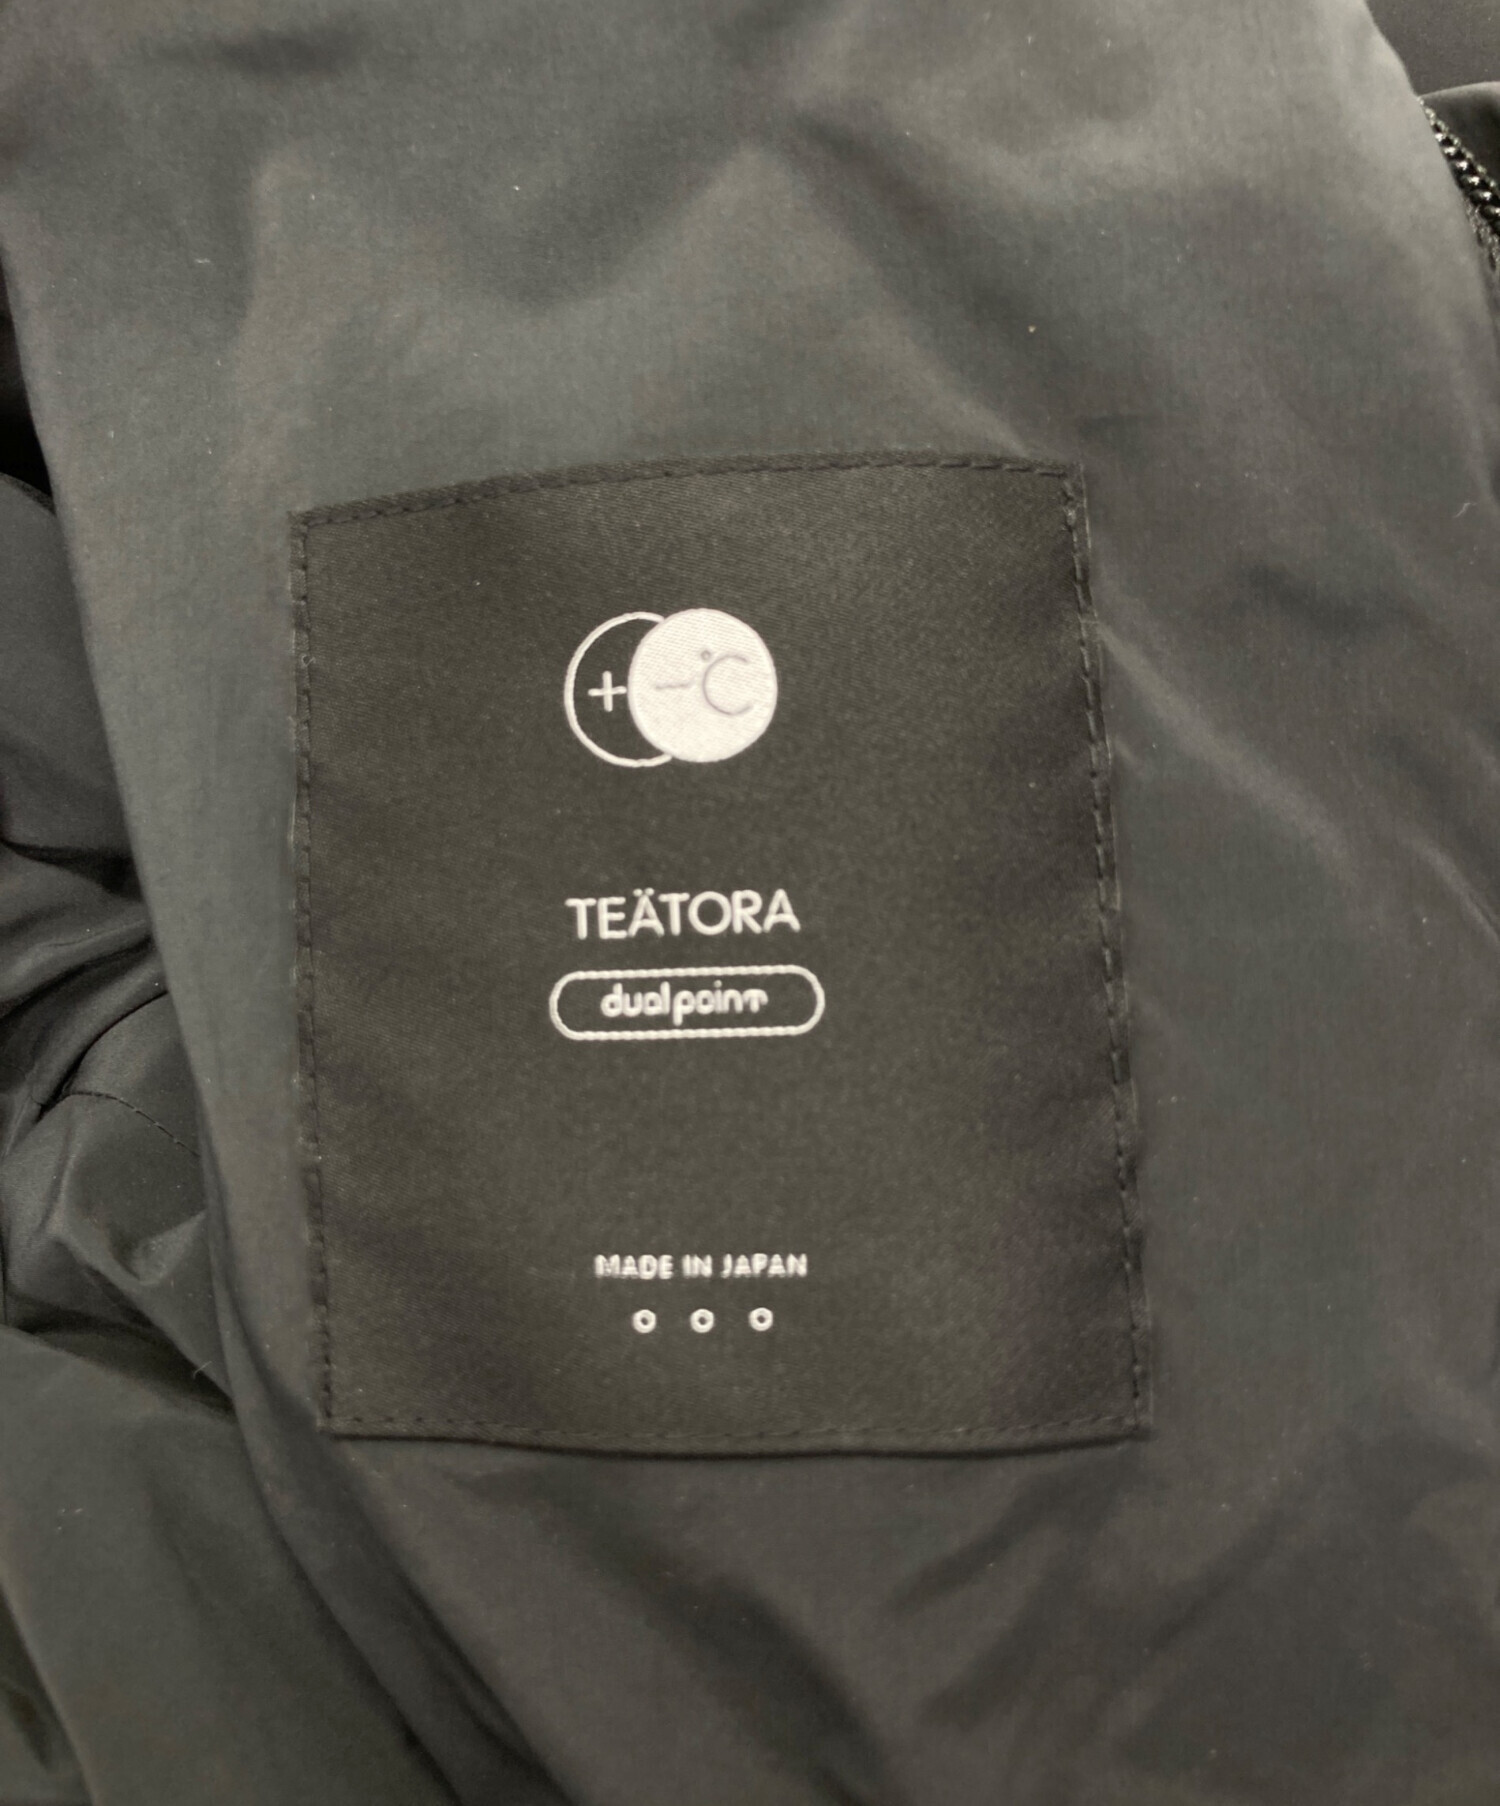 + -°C
TEÄTORA
dualpoint
MADE IN JAPAN